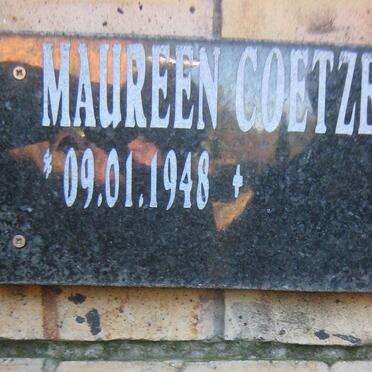 MAUREEN COETZE
* 09.01.1948 +